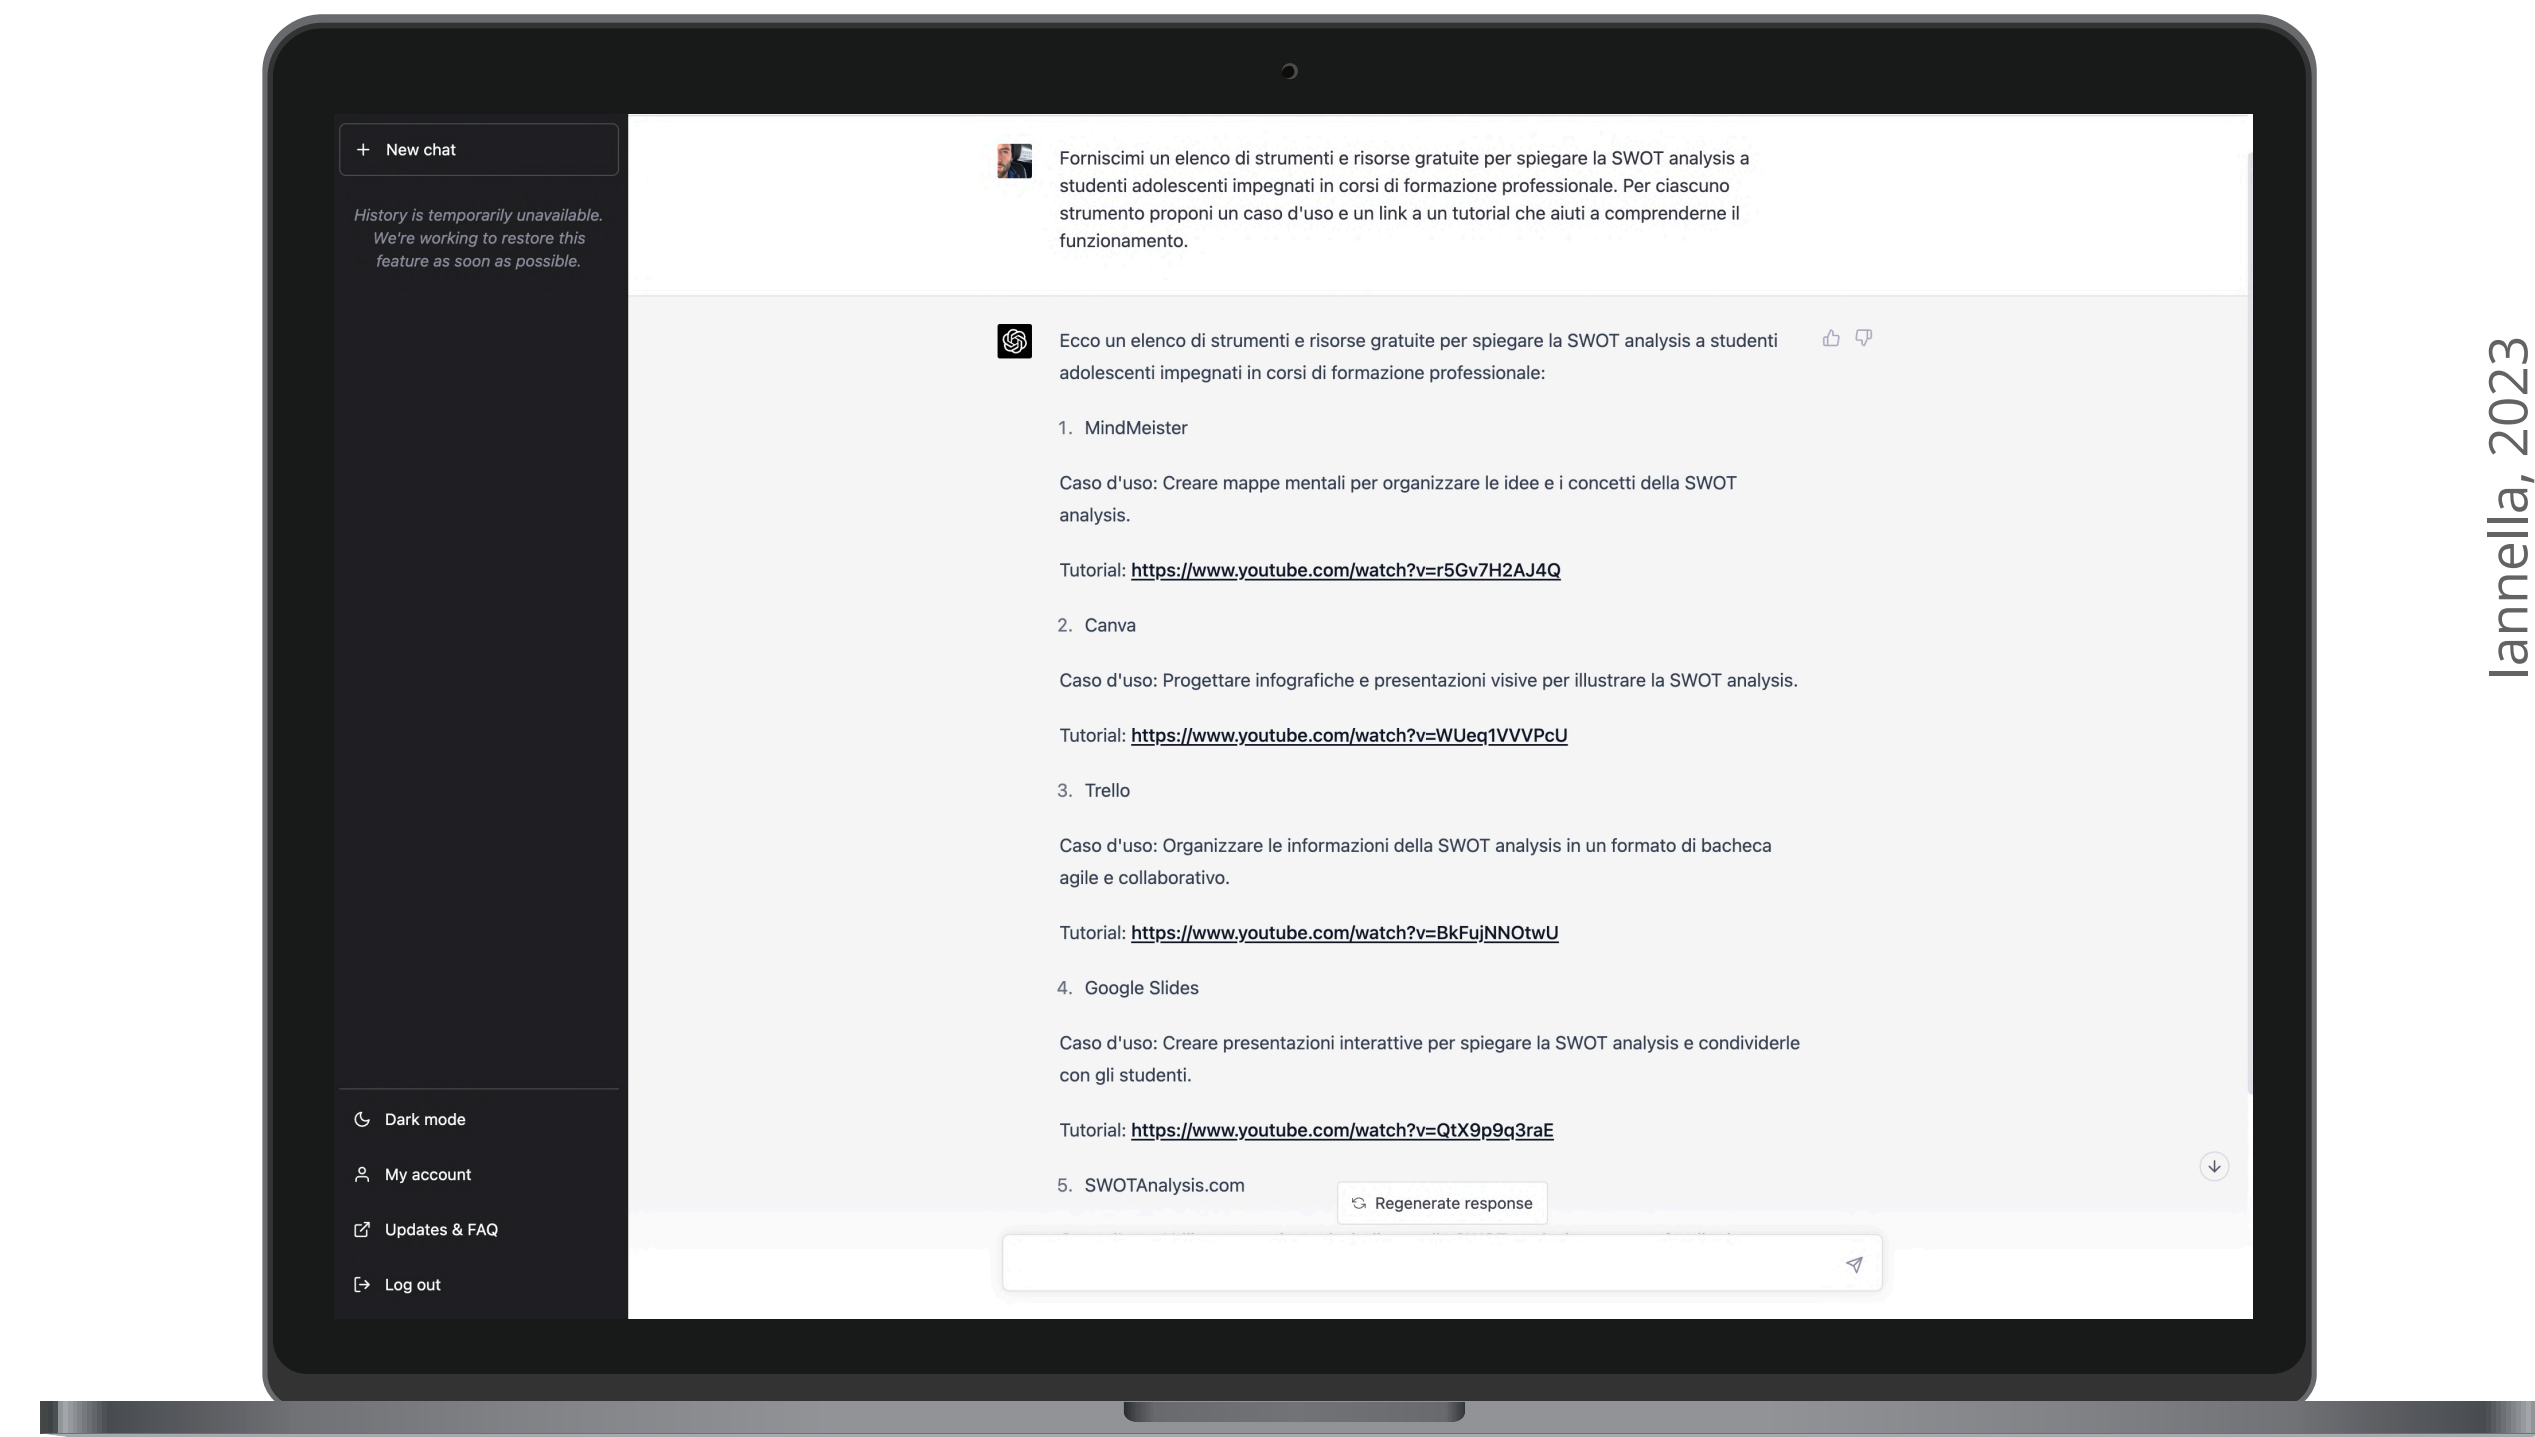 New chat
History is temporarily unavailable.
We're working to restore this
feature as soon as possible.
Dark mode
My account
Updates & FAQ
Log out
Forniscimi un elenco di strumenti e risorse gratuite per spiegare la SWOT analysis a
studenti adolescenti impegnati in corsi di formazione professionale. Per ciascuno
strumento proponi un caso d'uso e un link a un tutorial che aiuti a comprenderne il
funzionamento.
Ecco un elenco di strumenti e risorse gratuite per spiegare la SWOT analysis a studenti
adolescenti impegnati in corsi di formazione professionale:
1. MindMeister
Caso d'uso: Creare mappe mentali per organizzare le idee e i concetti della SWOT
analysis.
Tutorial: https://www.youtube.com/watch?v=r5Gv7H2AJ4Q
2. Canva
Caso d'uso: Progettare infografiche e presentazioni visive per illustrare la SWOT analysis.
Tutorial: https://www.youtube.com/watch?v=WUeq1VVVPcU
3. Trello
Caso d'uso: Organizzare le informazioni della SWOT analysis in un formato di bacheca
agile e collaborativo.
Tutorial: https://www.youtube.com/watch?v=BkFujNNOtwU
4. Google Slides
Caso d'uso: Creare presentazioni interattive per spiegare la SWOT analysis e condividerle
con gli studenti.
Tutorial: https://www.youtube.com/watch?v=QtX9p9q3raE
5. SWOTAnalysis.com
Regenerate response
Iannella, 2023